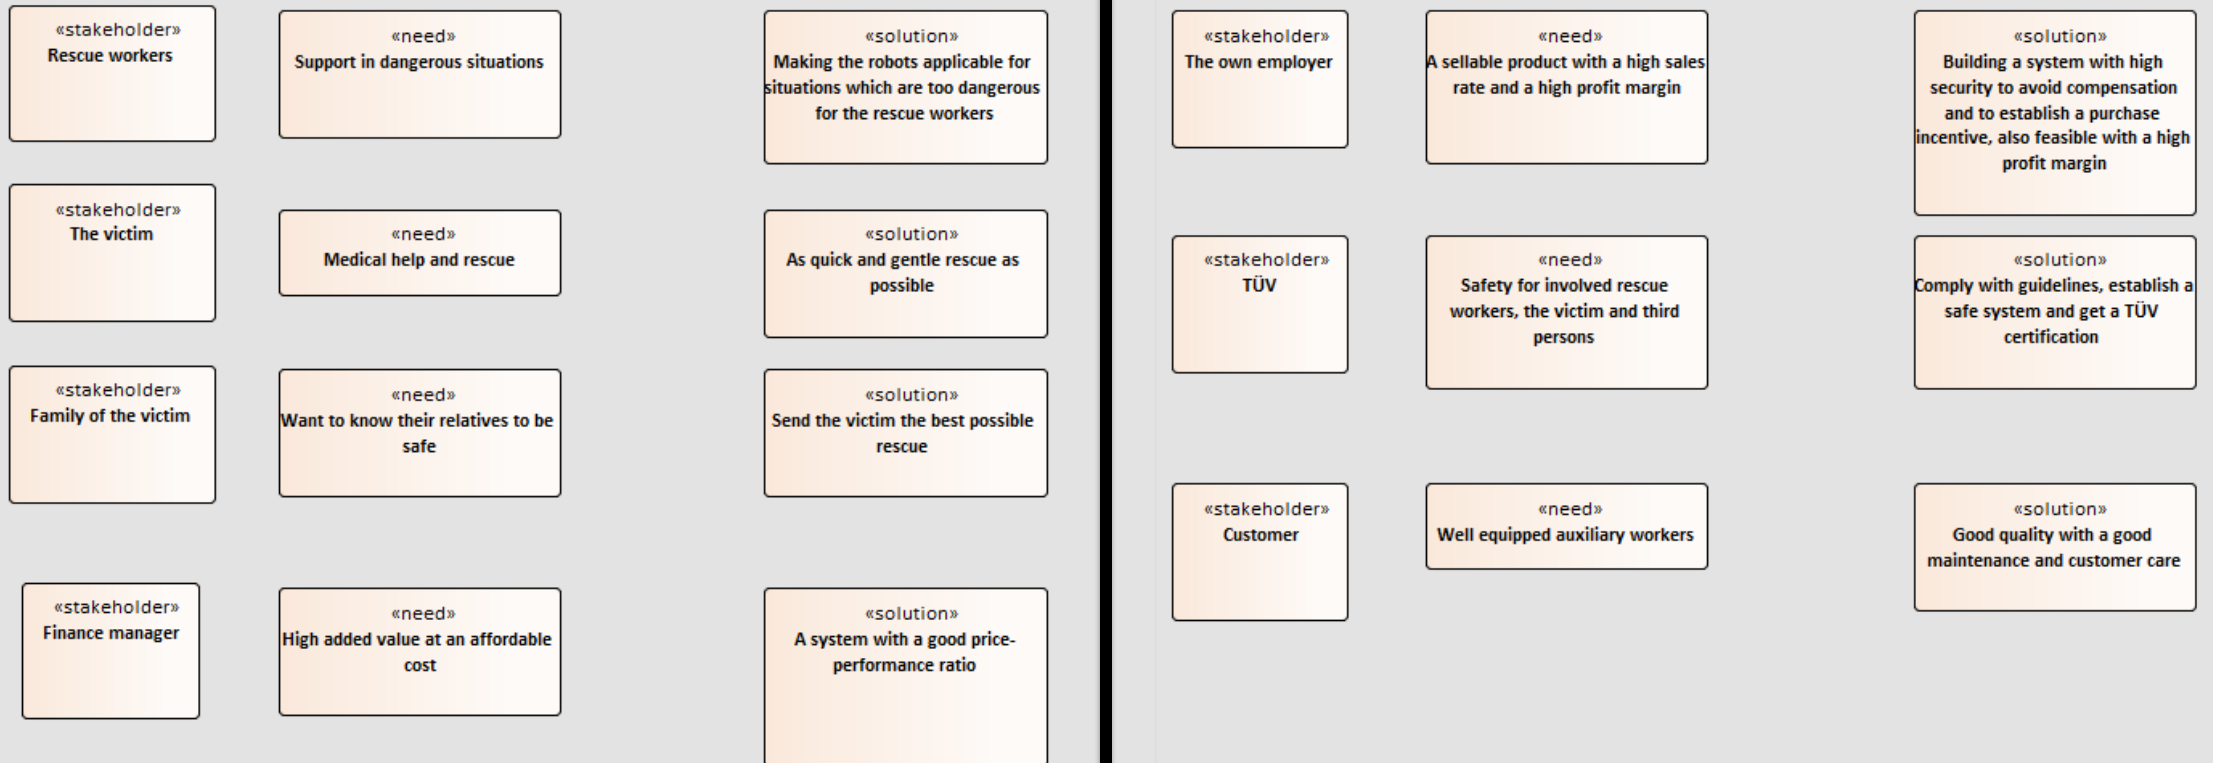 «stakeholder»
Rescue workers
«need»
Support in dangerous situations
«solution»
Making the robots applicable for
situations which are too dangerous
for the rescue workers
«stakeholder»
The victim
«need»
Medical help and rescue
«solution»
As quick and gentle rescue as
possible
«stakeholder»
Family of the victim
«need»
Want to know their relatives to be
safe
«solution»
Send the victim the best possible
rescue
«stakeholder»
Finance manager
«need»
High added value at an affordable
cost
«solution»
A system with a good price-
performance ratio
«stakeholder»
The own employer
«need»
A sellable product with a high sales
rate and a high profit margin
«solution»
Building a system with high
security to avoid compensation
and to establish a purchase
incentive, also feasible with a high
profit margin
«stakeholder»
TÜV
«need»
Safety for involved rescue
workers, the victim and third
persons
«solution»
Comply with guidelines, establish a
safe system and get a TÜV
certification
«stakeholder»
Customer
«need»
Well equipped auxiliary workers
«solution»
Good quality with a good
maintenance and customer care